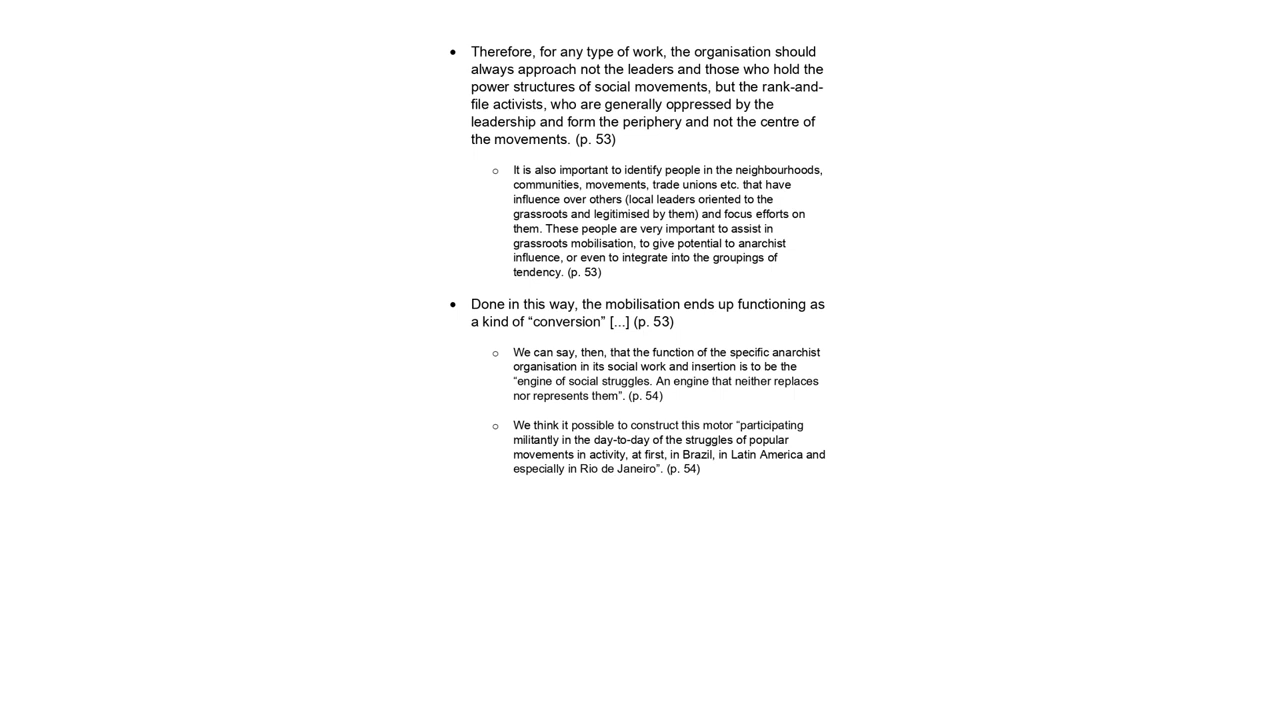 • Therefore, for any type of work, the organisation should
always approach not the leaders and those who hold the
power structures of social movements, but the rank-and-
file activists, who are generally oppressed by the
leadership and form the periphery and not the centre of
the movements. (p. 53)
o It is also important to identify people in the neighbourhoods,
communities, movements, trade unions etc. that have
influence over others (local leaders oriented to the
grassroots and legitimised by them) and focus efforts on
them. These people are very important to assist in
grassroots mobilisation, to give potential to anarchist
influence, or even to integrate into the groupings of
tendency. (p. 53)
• Done in this way, the mobilisation ends up functioning as
a kind of “conversion” [...] (p. 53)
o We can say, then, that the function of the specific anarchist
organisation in its social work and insertion is to be the
“engine of social struggles. An engine that neither replaces
nor represents them”. (p. 54)
o We think it possible to construct this motor “participating
militantly in the day-to-day of the struggles of popular
movements in activity, at first, in Brazil, in Latin America and
especially in Rio de Janeiro”. (p. 54)